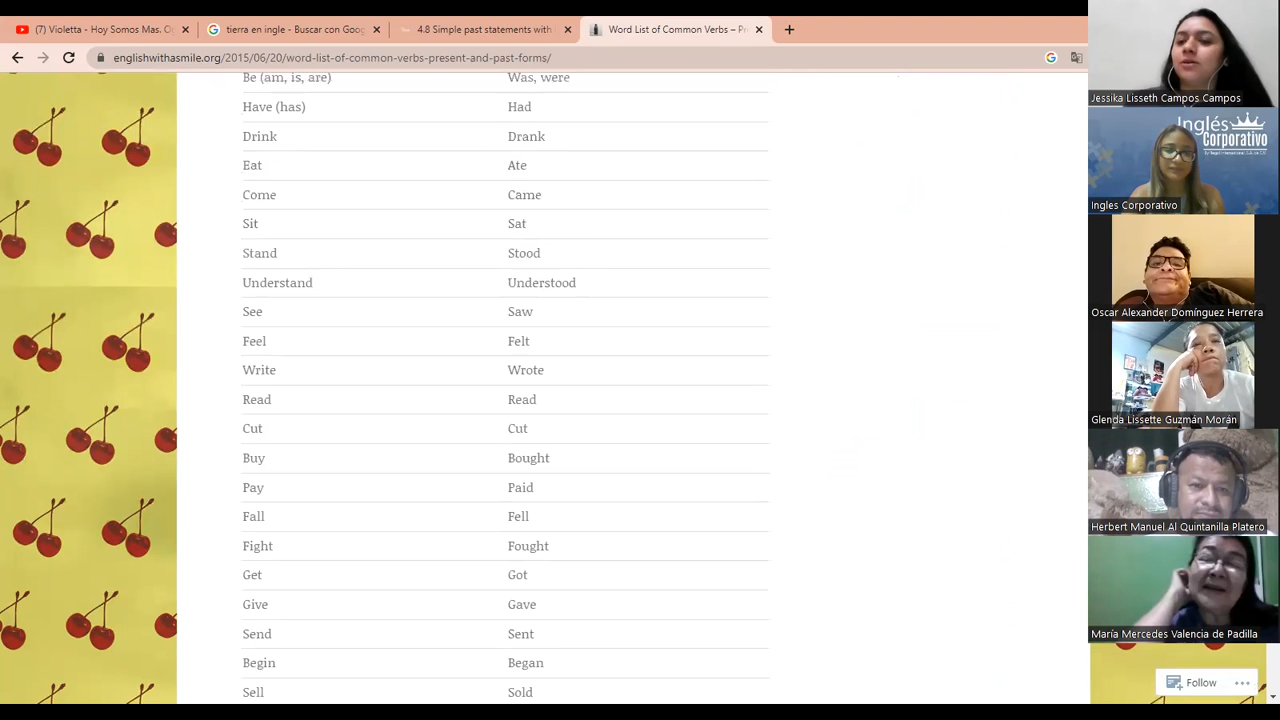 (7) Violetta - Hoy Somos Mas. Og
tierra en ingle - Buscar con Goog
4.8 Simple past statements with
Word List of Common Verbs – Pr
englishwithasmile.org/2015/06/20/word-list-of-common-verbs-present-and-past-forms/
Be (am, is, are) Was, were
Have (has) Had
Drink Drank
Eat Ate
Come Came
Sit Sat
Stand Stood
Understand Understood
See Saw
Feel Felt
Write Wrote
Read Read
Cut Cut
Buy Bought
Pay Paid
Fall Fell
Fight Fought
Get Got
Give Gave
Send Sent
Begin Began
Sell Sold
Jessika Lisseth Campos Campos
Inglés
Corporativo
Ingles Corporativo
Oscar Alexander Domínguez Herrera
Glenda Lissette Guzmán Morán
Herbert Manuel Al Quintanilla Platero
María Mercedes Valencia de Padilla
Follow